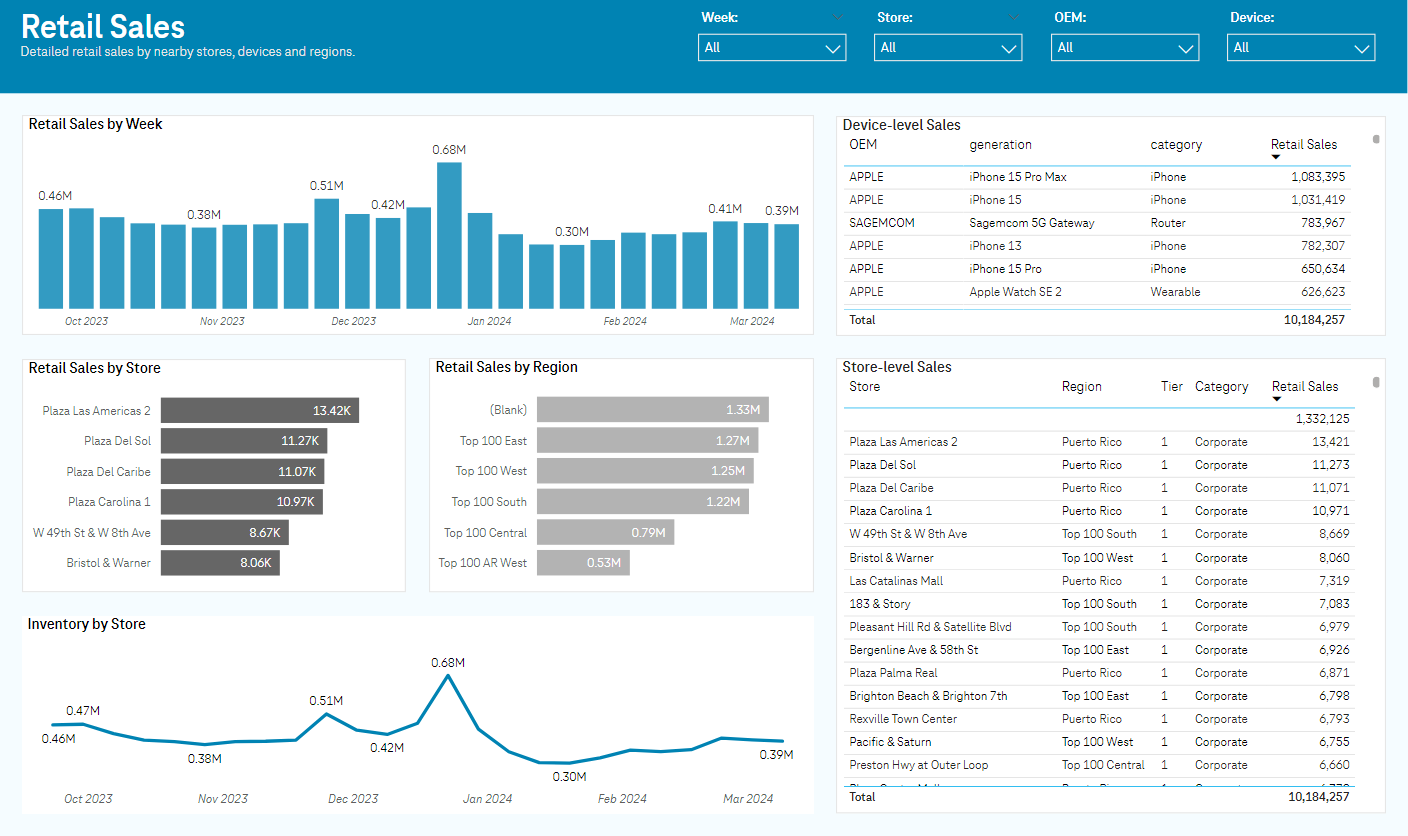 Retail Sales
Detailed retail sales by nearby stores, devices and regions.
Week: Store: OEM: Device:
All All All All
Retail Sales by Week
0.46M 0.38M 0.51M 0.42M 0.68M 0.30M 0.41M 0.39M
Oct 2023 Nov 2023 Dec 2023 Jan 2024 Feb 2024 Mar 2024
Device-level Sales
OEM generation category Retail Sales
APPLE iPhone 15 Pro Max iPhone 1,083,395
APPLE iPhone 15 iPhone 1,031,419
SAGEMCOM Sagemcom 5G Gateway Router 783,967
APPLE iPhone 13 iPhone 782,307
APPLE iPhone 15 Pro iPhone 650,634
APPLE Apple Watch SE 2 Wearable 626,623
Total 10,184,257
Retail Sales by Store
Plaza Las Americas 2 13.42K
Plaza Del Sol 11.27K
Plaza Del Caribe 11.07K
Plaza Carolina 1 10.97K
W 49th St & W 8th Ave 8.67K
Bristol & Warner 8.06K
Retail Sales by Region
(Blank) 1.33M
Top 100 East 1.27M
Top 100 West 1.25M
Top 100 South 1.22M
Top 100 Central 0.79M
Top 100 AR West 0.53M
Store-level Sales
Store Region Tier Category Retail Sales
1,332,125
Plaza Las Americas 2 Puerto Rico 1 Corporate 13,421
Plaza Del Sol Puerto Rico 1 Corporate 11,273
Plaza Del Caribe Puerto Rico 1 Corporate 11,071
Plaza Carolina 1 Puerto Rico 1 Corporate 10,971
W 49th St & W 8th Ave Top 100 South 1 Corporate 8,669
Bristol & Warner Top 100 West 1 Corporate 8,060
Las Catalinas Mall Puerto Rico 1 Corporate 7,319
183 & Story Top 100 South 1 Corporate 7,083
Pleasant Hill Rd & Satellite Blvd Top 100 South 1 Corporate 6,979
Bergenline Ave & 58th St Top 100 East 1 Corporate 6,926
Plaza Palma Real Puerto Rico 1 Corporate 6,871
Brighton Beach & Brighton 7th Top 100 East 1 Corporate 6,798
Rexville Town Center Puerto Rico 1 Corporate 6,793
Pacific & Saturn Top 100 West 1 Corporate 6,755
Preston Hwy at Outer Loop Top 100 Central 1 Corporate 6,660
Total 10,184,257
Inventory by Store
0.46M 0.47M 0.38M 0.51M 0.42M 0.68M 0.30M 0.39M
Oct 2023 Nov 2023 Dec 2023 Jan 2024 Feb 2024 Mar 2024